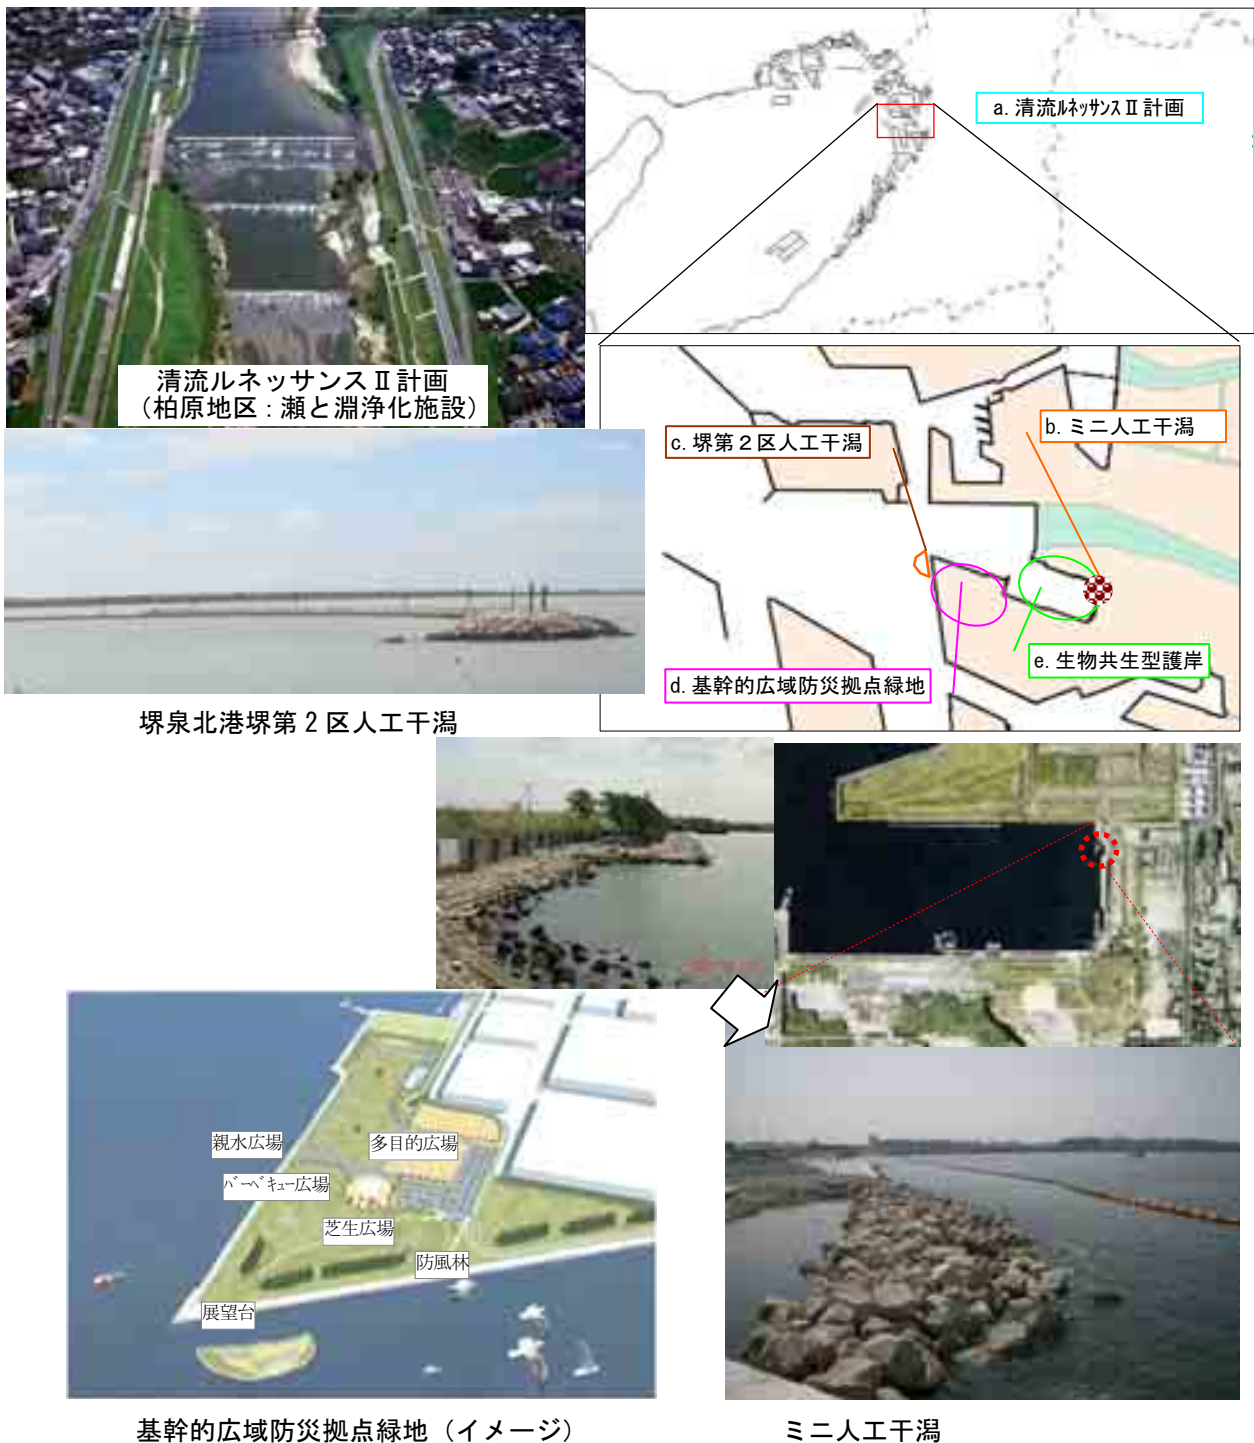 清流ルネッサンスⅡ計画
（柏原地区：瀬と淵浄化施設）
a. 清流ﾙﾈｯｻﾝｽⅡ計画
b. ミニ人工干潟
c. 堺第２区人工干潟
d. 基幹的広域防災拠点緑地
e. 生物共生型護岸
堺泉北港堺第２区人工干潟
親水広場
多目的広場
ﾊﾞｰﾍﾞｷｭｰ広場
芝生広場
防風林
展望台
基幹的広域防災拠点緑地（イメージ）
ミニ人工干潟